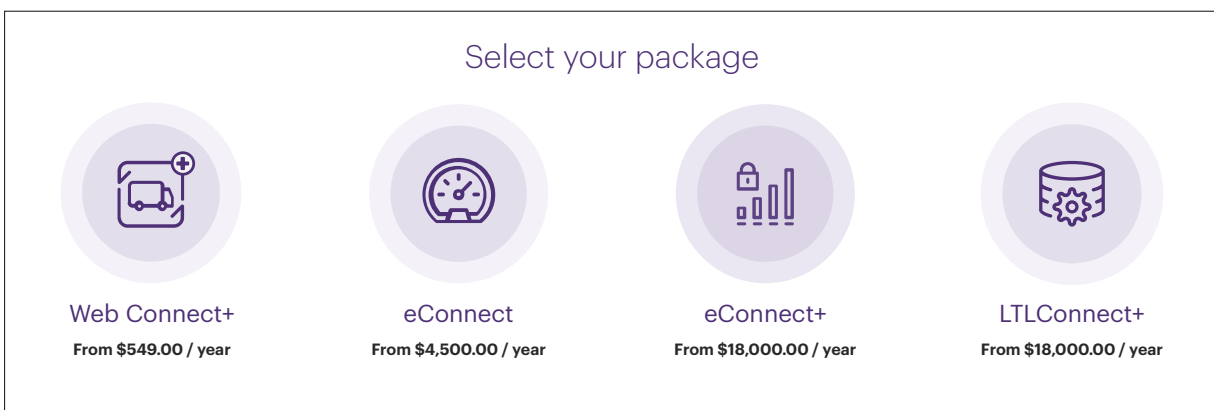 Select your package
Web Connect+
From $549.00 / year
eConnect
From $4,500.00 / year
eConnect+
From $18,000.00 / year
LTLConnect+
From $18,000.00 / year